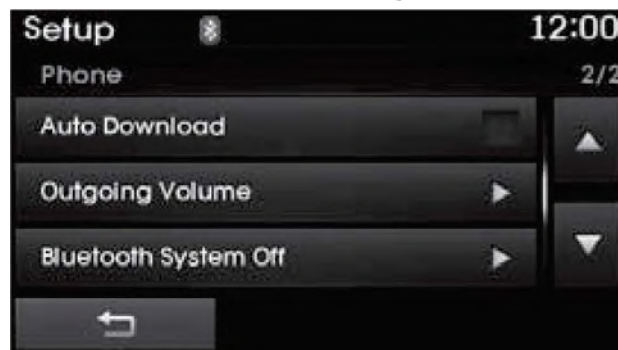 Setup 12:00
Phone 2/2
Auto Download
Outgoing Volume
Bluetooth System Off